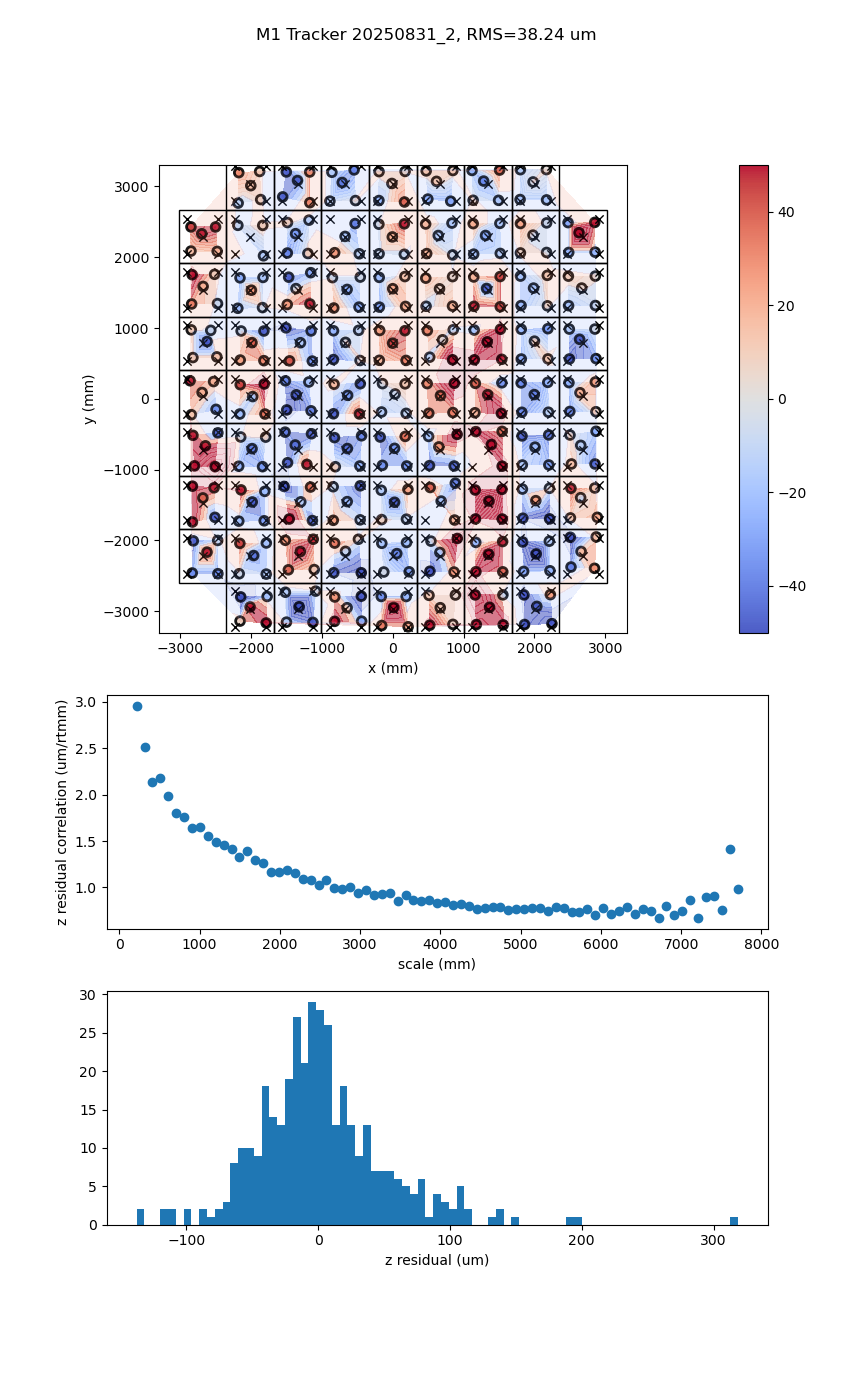 M1 Tracker 20250831_2, RMS=38.24 um
3000
2000
1000
0
−1000
−2000
−3000
y (mm)
−3000 −2000 −1000 0 1000 2000 3000
x (mm)
40
20
0
−20
−40
3.0
2.5
2.0
1.5
1.0
z residual correlation (um/rtmm)
0 1000 2000 3000 4000 5000 6000 7000 8000
scale (mm)
30
25
20
15
10
5
0
−100 0 100 200 300
z residual (um)